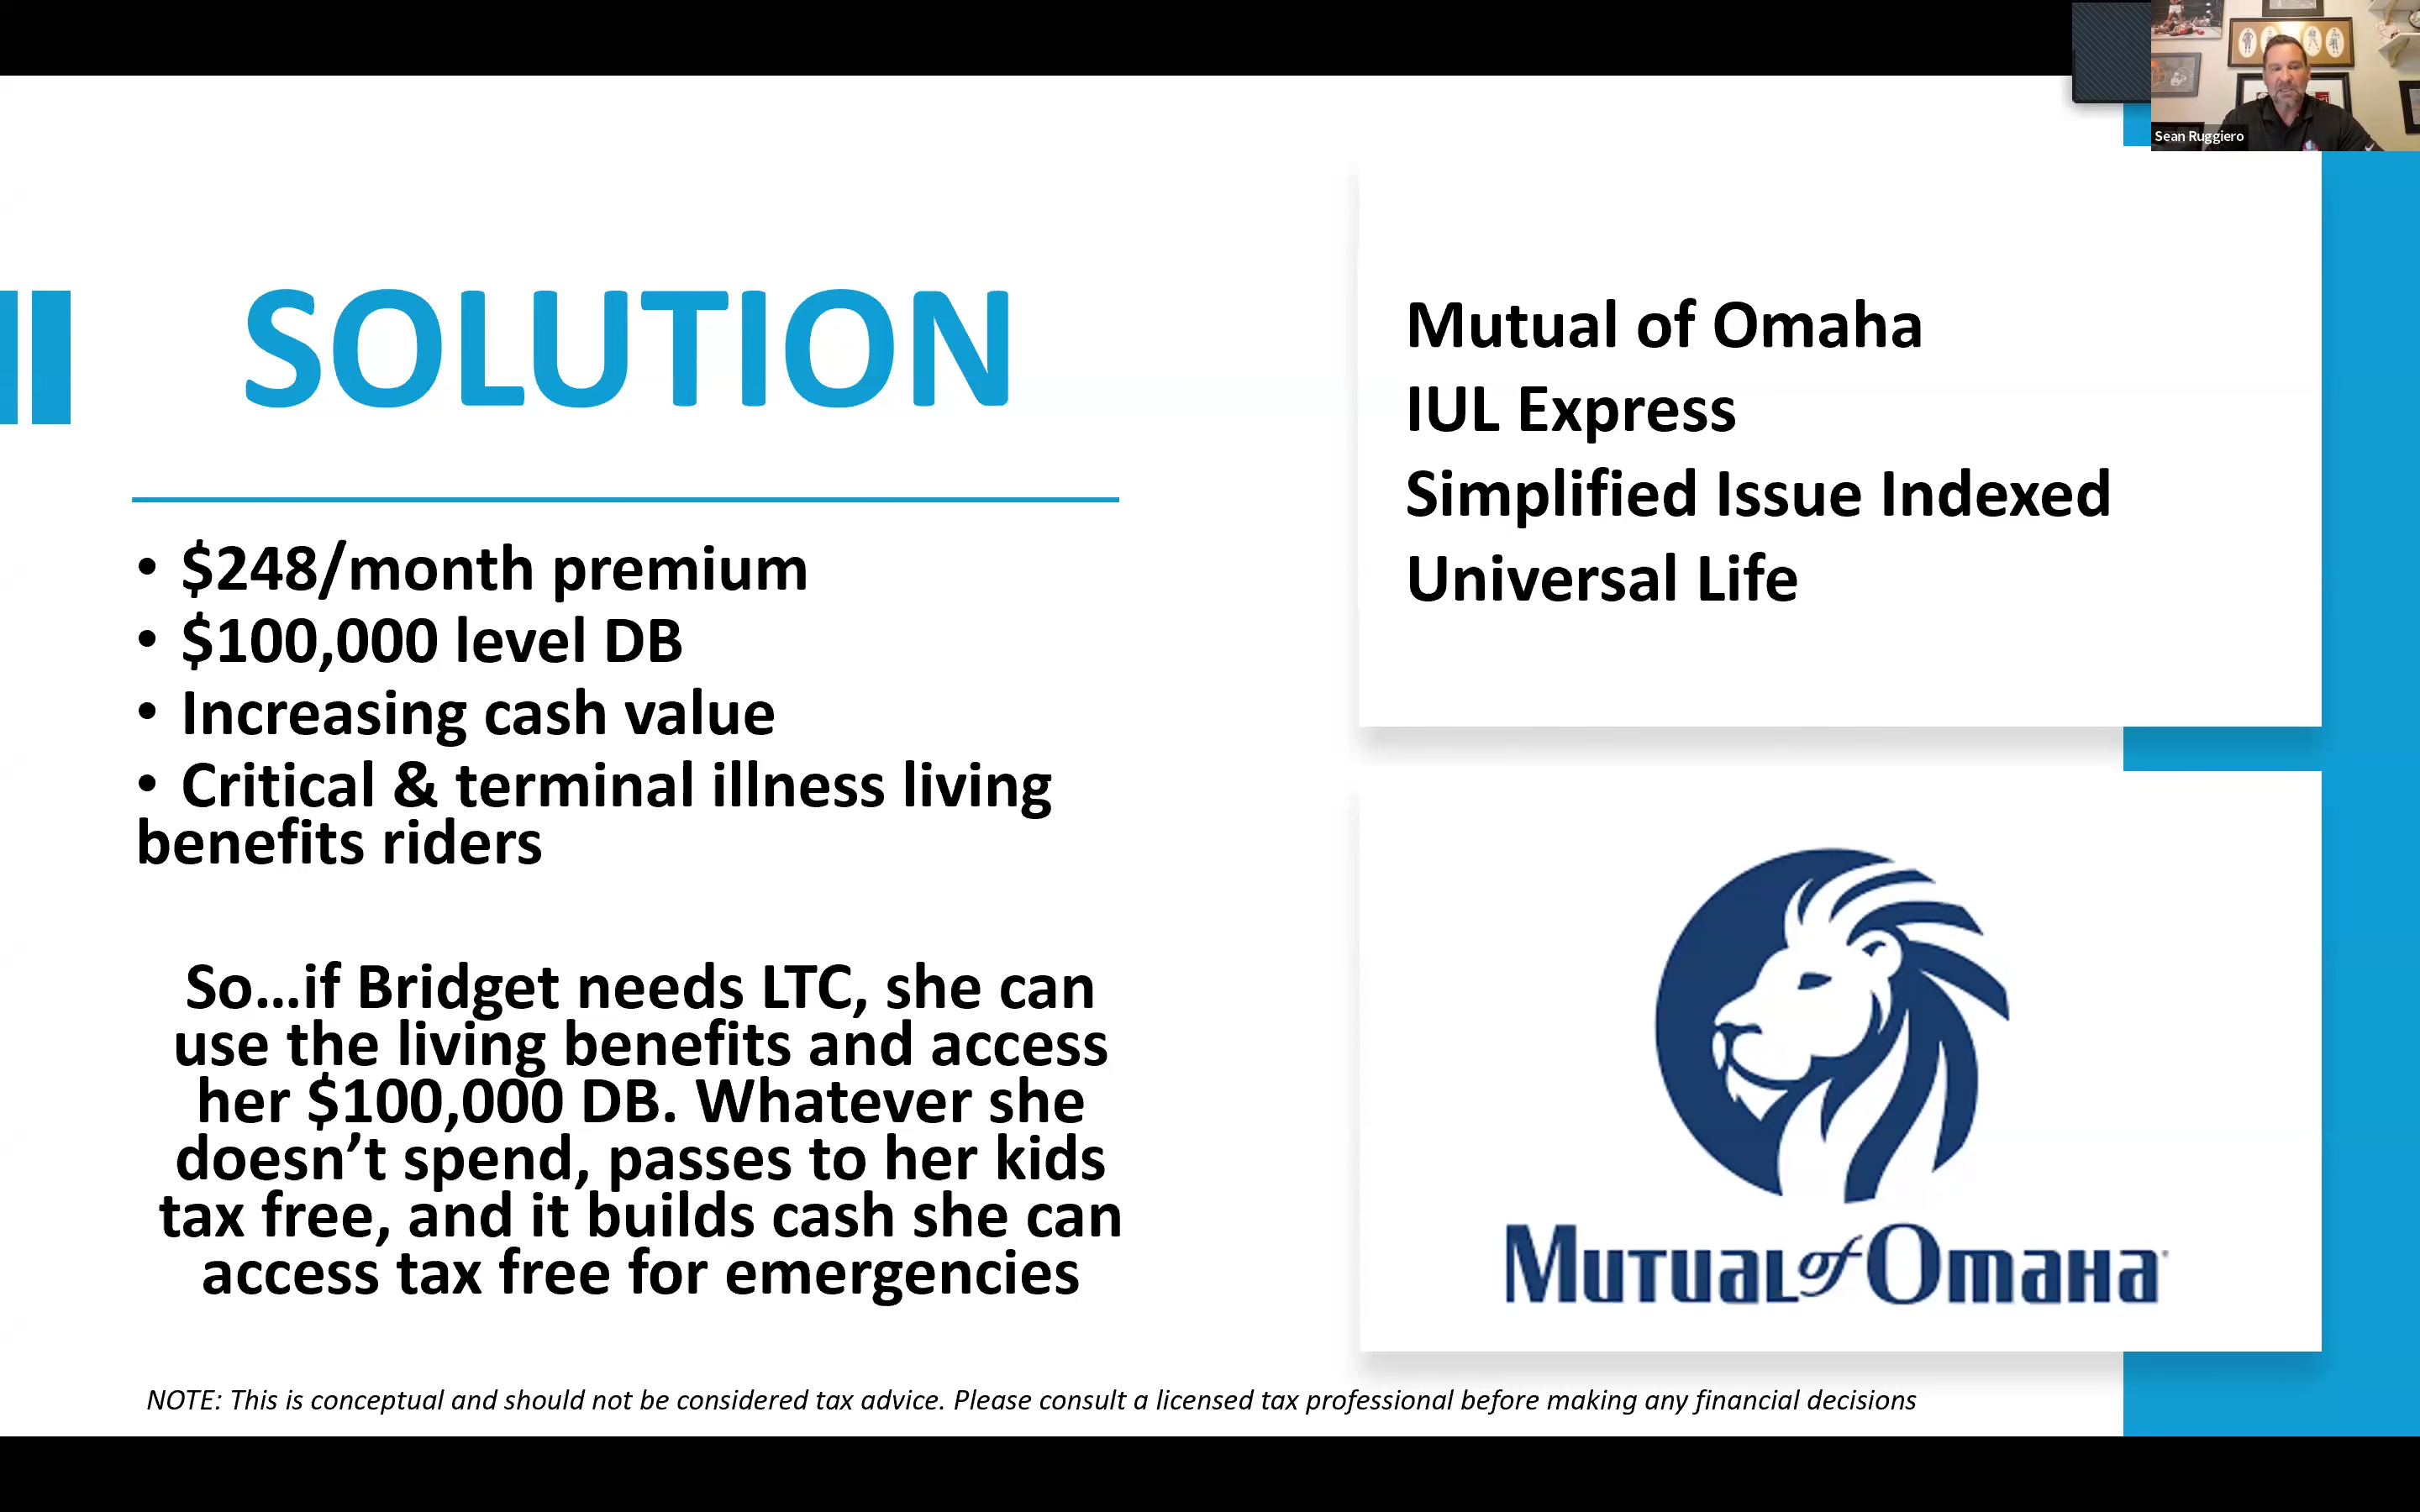 Sean Ruggiero
SOLUTION
• $248/month premium
• $100,000 level DB
• Increasing cash value
• Critical & terminal illness living
benefits riders
So…if Bridget needs LTC, she can
use the living benefits and access
her $100,000 DB. Whatever she
doesn’t spend, passes to her kids
tax free, and it builds cash she can
access tax free for emergencies
Mutual of Omaha
IUL Express
Simplified Issue Indexed
Universal Life
Mutual of Omaha
NOTE: This is conceptual and should not be considered tax advice. Please consult a licensed tax professional before making any financial decisions